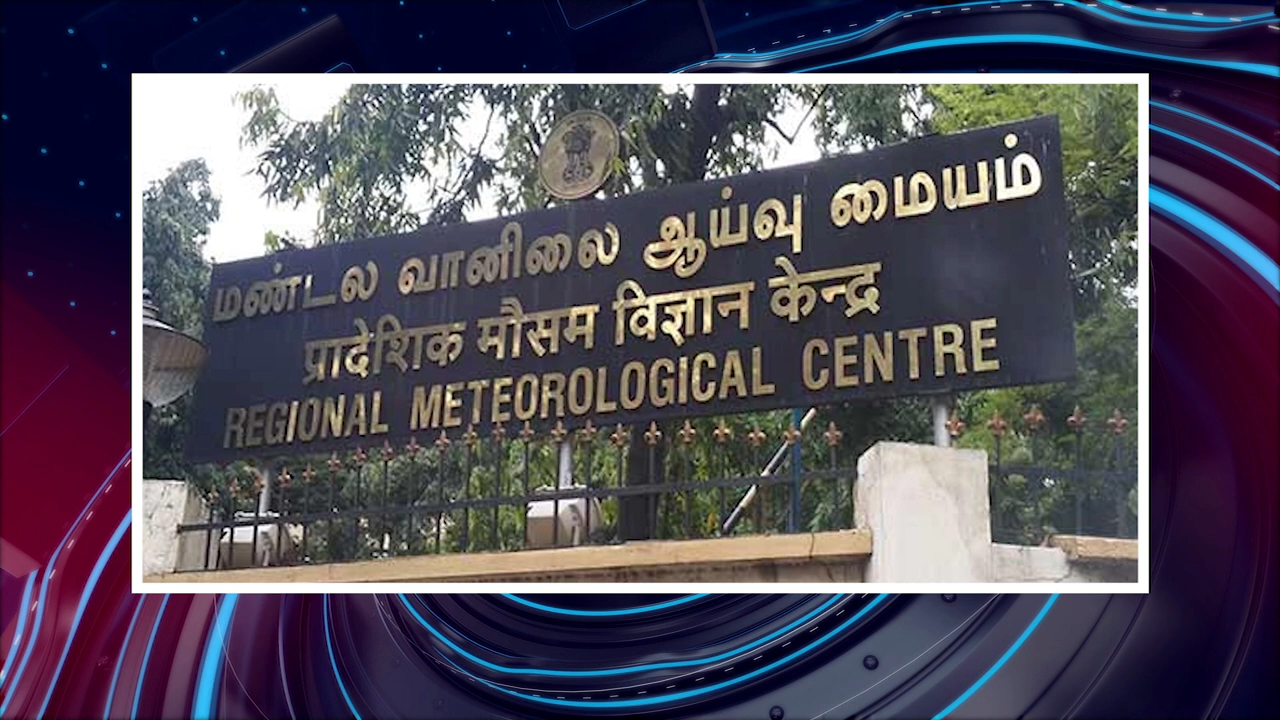 மண்டல வானிலை ஆய்வு மையம்
प्रादेशिक मौसम विज्ञान केन्द्र
REGIONAL METEOROLOGICAL CENTRE